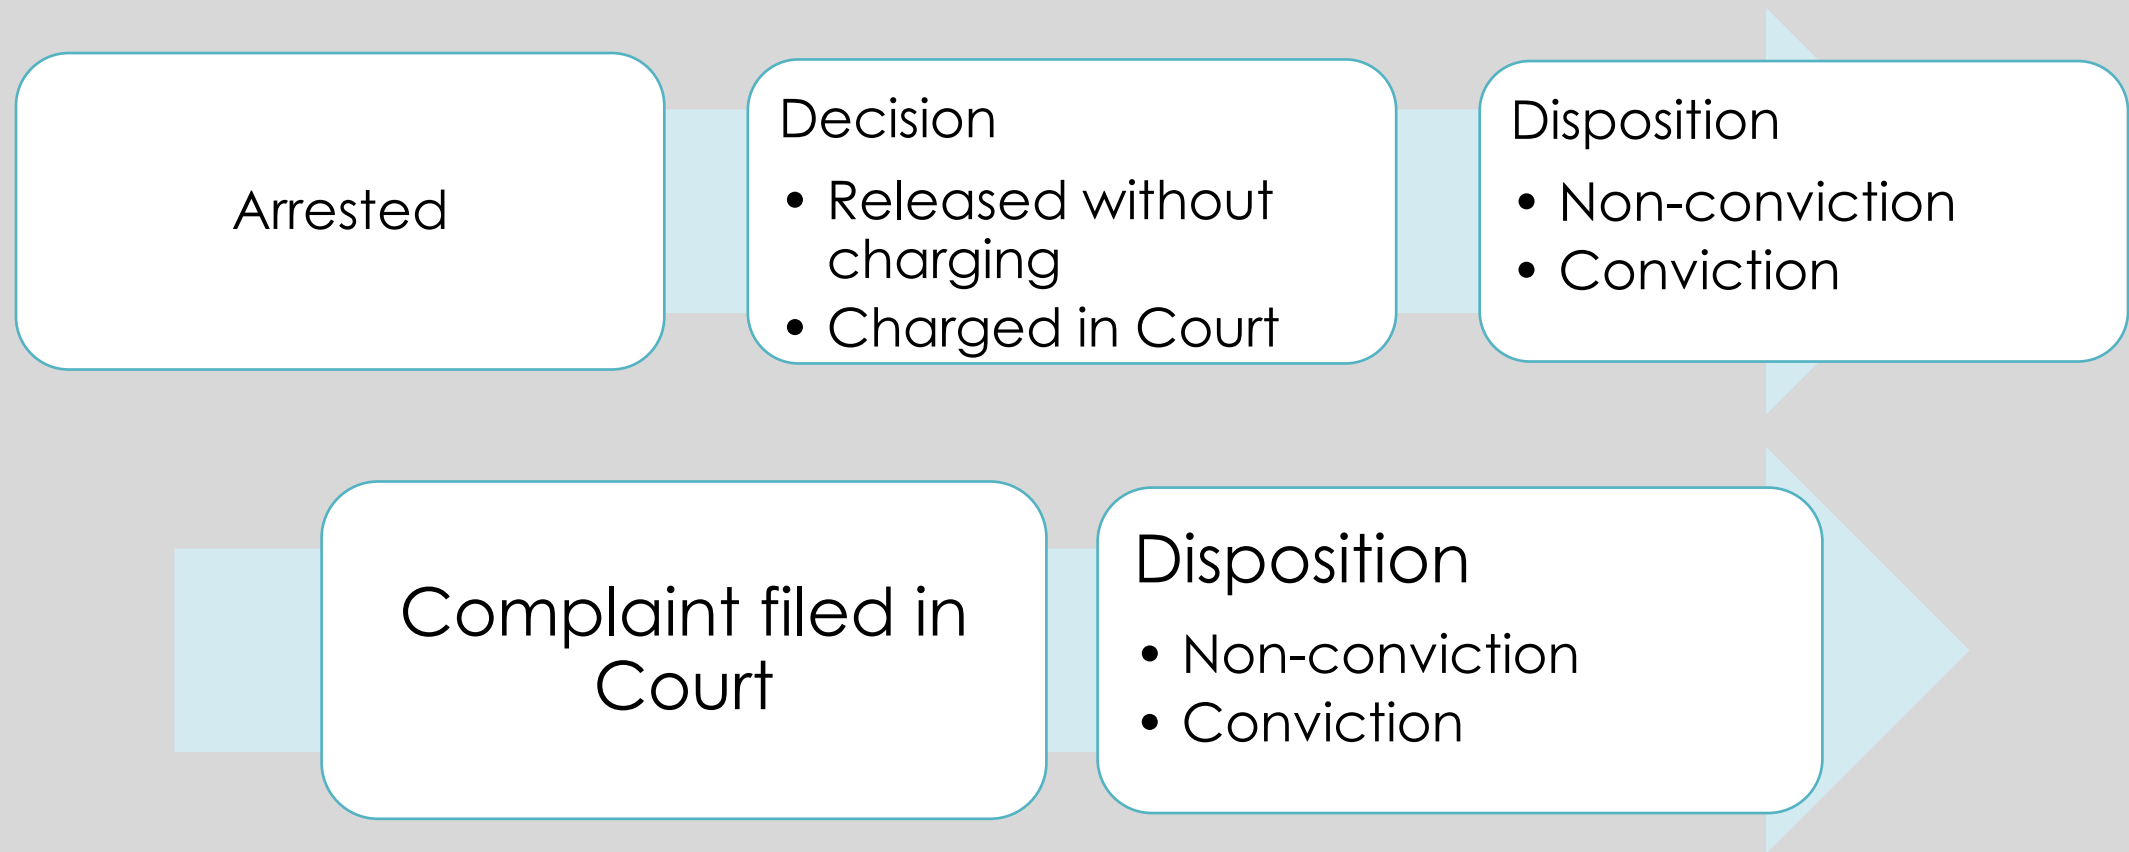 Arrested
Decision
• Released without
charging
• Charged in Court
Disposition
• Non-conviction
• Conviction
Complaint filed in
Court
Disposition
• Non-conviction
• Conviction